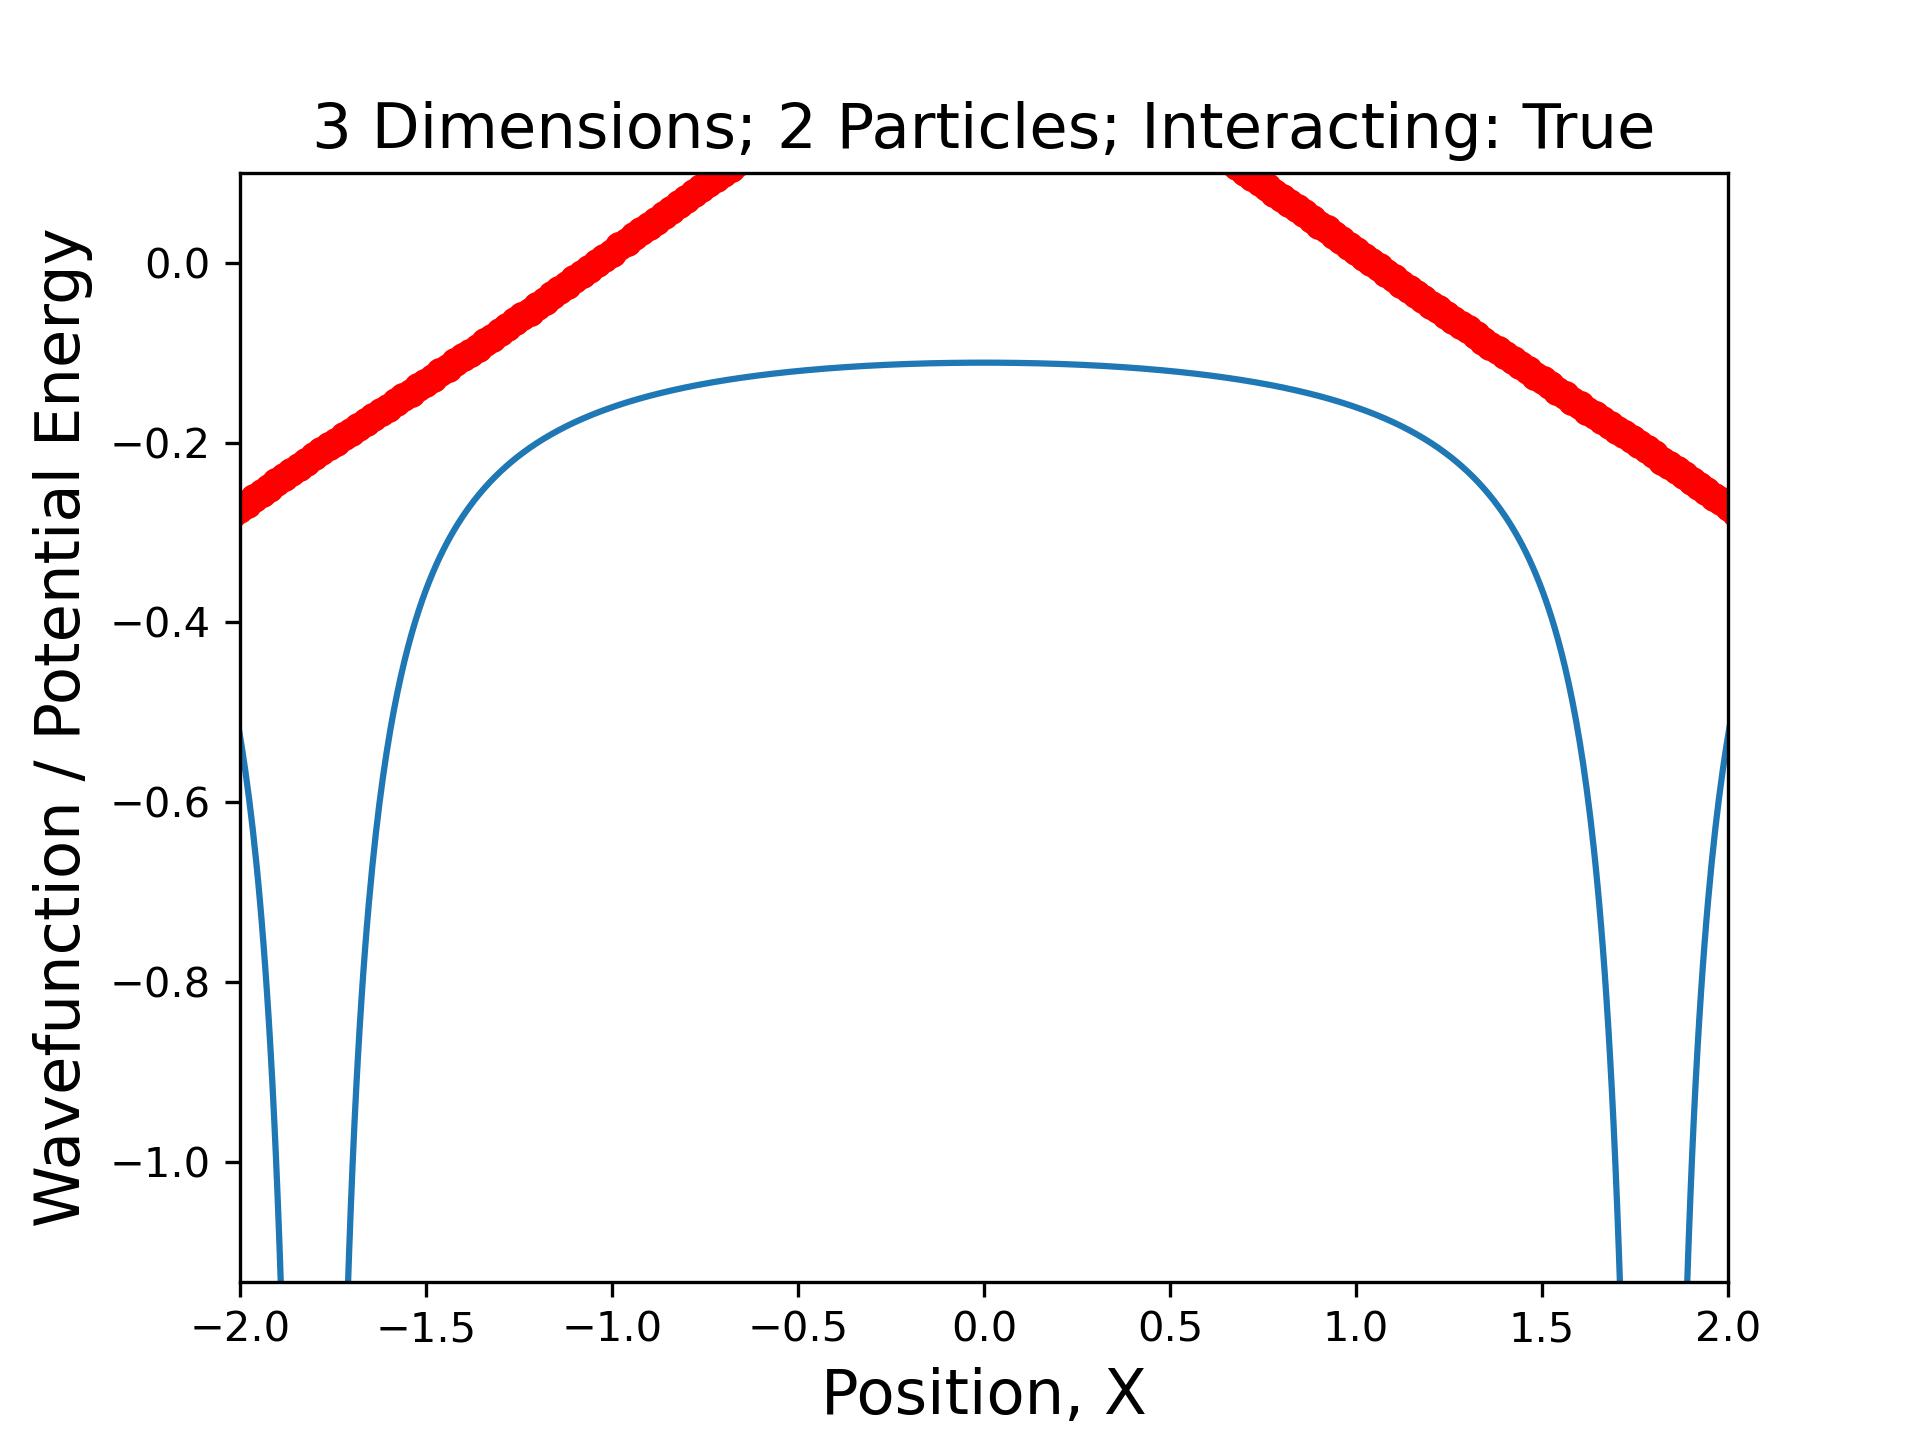 3 Dimensions; 2 Particles; Interacting: True
Wavefunction / Potential Energy
0.0
−0.2
−0.4
−0.6
−0.8
−1.0
−2.0 −1.5 −1.0 −0.5 0.0 0.5 1.0 1.5 2.0
Position, X